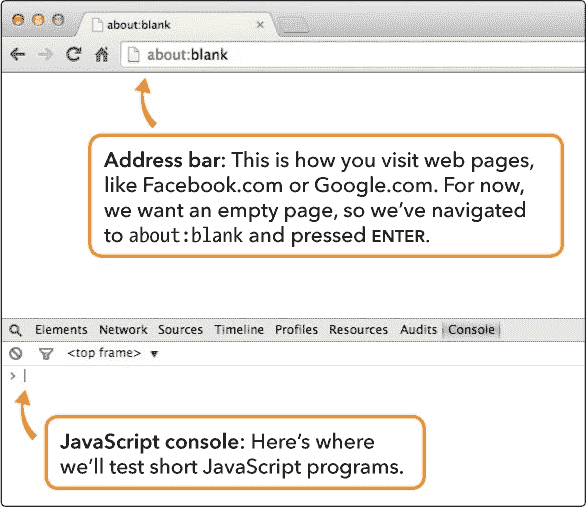 about:blank
about:blank
Address bar: This is how you visit web pages,
like Facebook.com or Google.com. For now,
we want an empty page, so we’ve navigated
to about:blank and pressed ENTER.
Elements Network Sources Timeline Profiles Resources Audits Console
<top frame> ▼
>
JavaScript console: Here’s where
we’ll test short JavaScript programs.